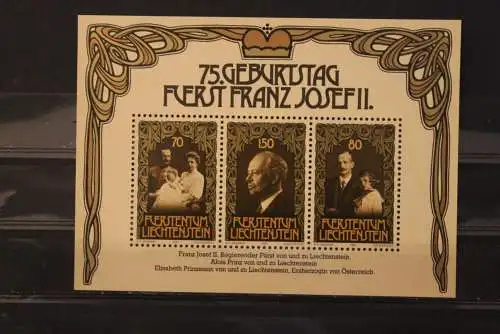 75. GEBURTSTAG
FÜRST FRANZ JOSEF II.
70
150
80
FÜRSTENTUM
LIECHTENSTEIN
FÜRSTENTUM
LIECHTENSTEIN
FÜRSTENTUM
LIECHTENSTEIN
Franz Josef II. Regierender Fürst von und zu Liechtenstein
Alois Prinz von und zu Liechtenstein
Elisabeth Prinzessin von und zu Liechtenstein, Erzherzogin von Österreich